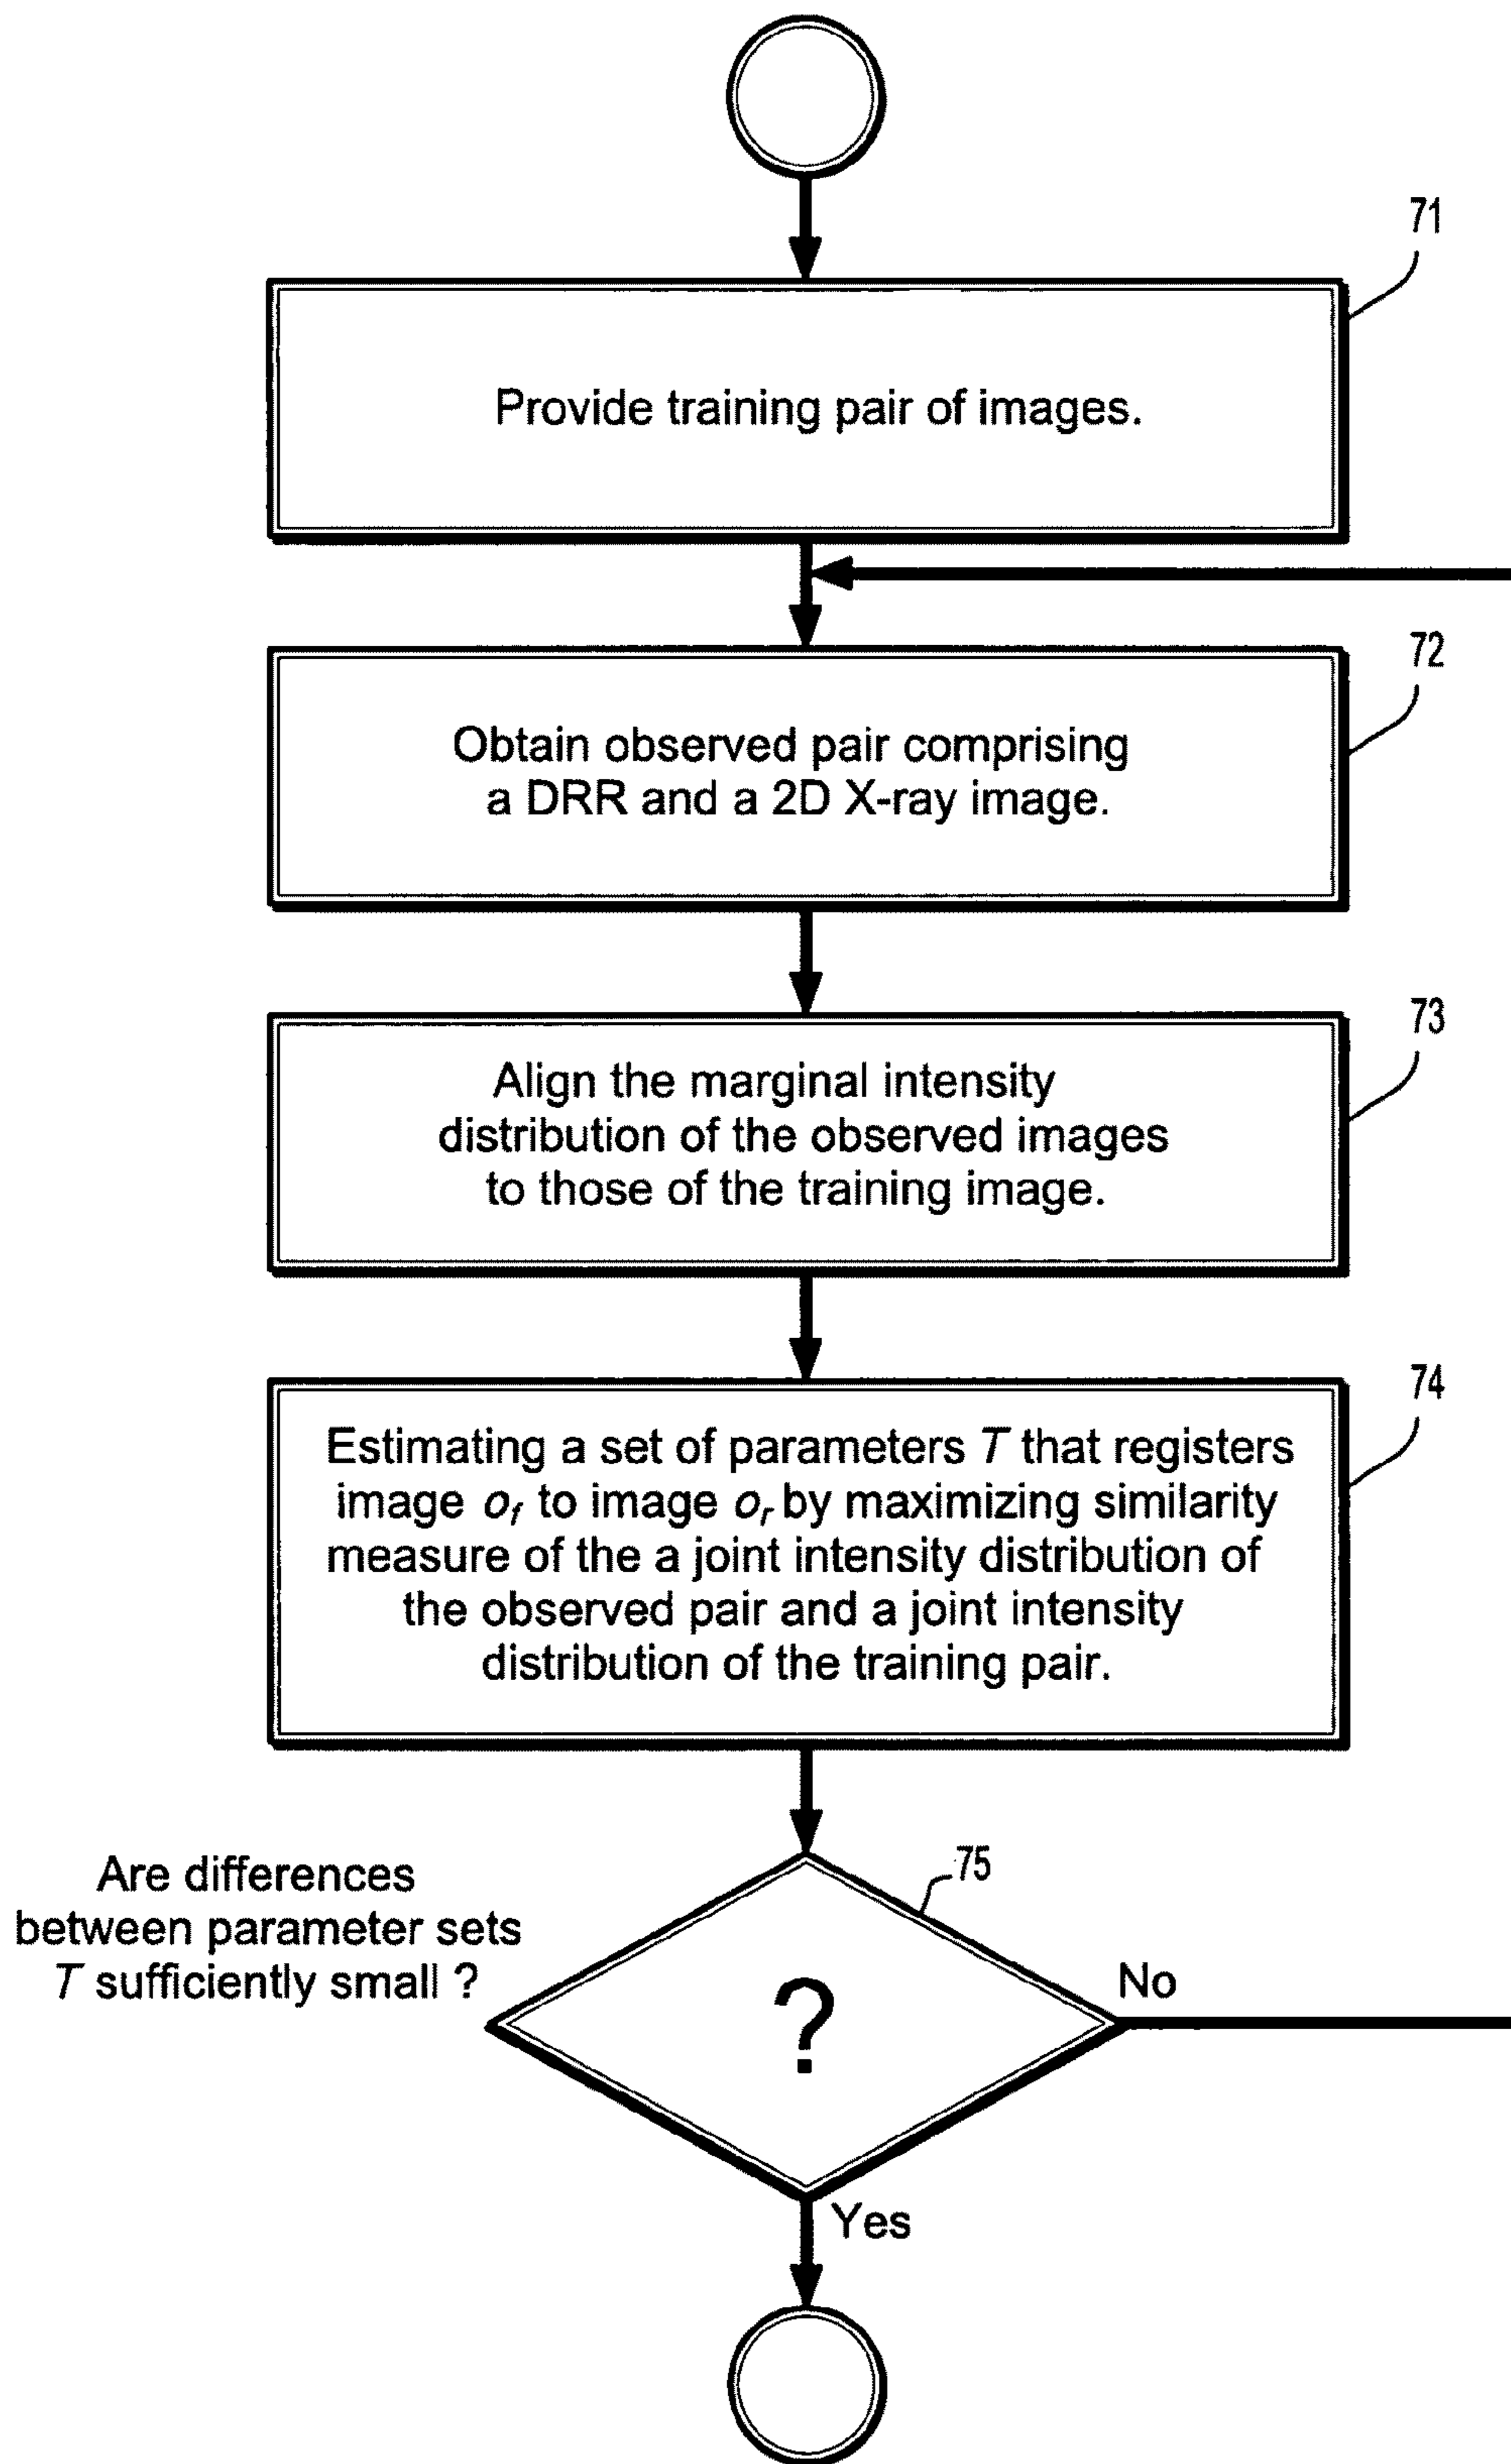 71
Provide training pair of images.
72
Obtain observed pair comprising
a DRR and a 2D X-ray image.
73
Align the marginal intensity
distribution of the observed images
to those of the training image.
74
Estimating a set of parameters T that registers
image of to image or by maximizing similarity
measure of the a joint intensity distribution of
the observed pair and a joint intensity
distribution of the training pair.
75
Are differences
between parameter sets
T sufficiently small ?
?
No
Yes